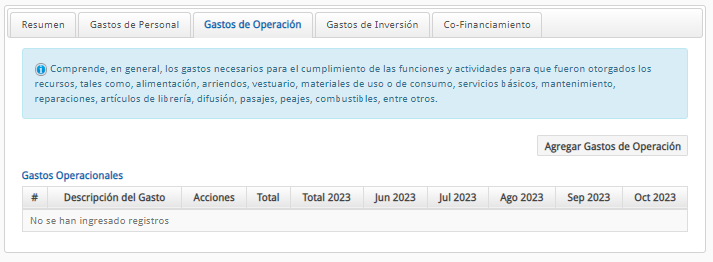 Resumen Gastos de Personal Gastos de Operación Gastos de Inversión Co-Financiamiento
Comprende, en general, los gastos necesarios para el cumplimiento de las funciones y actividades para que fueron otorgados los
recursos, tales como, alimentación, arriendos, vestuario, materiales de uso o de consumo, servicios básicos, mantenimiento,
reparaciones, artículos de librería, difusión, pasajes, peajes, combustibles, entre otros.
Agregar Gastos de Operación
Gastos Operacionales
# Descripción del Gasto Acciones Total Total 2023 Jun 2023 Jul 2023 Ago 2023 Sep 2023 Oct 2023
No se han ingresado registros